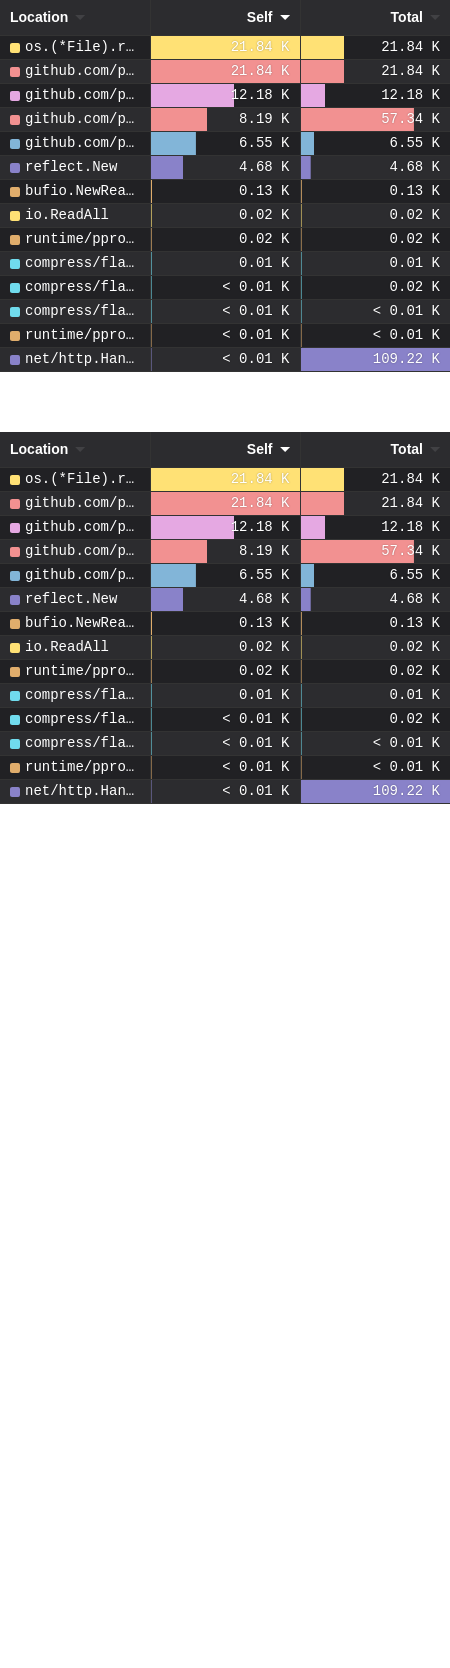 Location Self Total
os.(*File).r… 21.84 K 21.84 K
github.com/p… 21.84 K 21.84 K
github.com/p… 12.18 K 12.18 K
github.com/p… 8.19 K 57.34 K
github.com/p… 6.55 K 6.55 K
reflect.New 4.68 K 4.68 K
bufio.NewRea… 0.13 K 0.13 K
io.ReadAll 0.02 K 0.02 K
runtime/ppro… 0.02 K 0.02 K
compress/fla… 0.01 K 0.01 K
compress/fla… < 0.01 K 0.02 K
compress/fla… < 0.01 K < 0.01 K
runtime/ppro… < 0.01 K < 0.01 K
net/http.Han… < 0.01 K 109.22 K
Location Self Total
os.(*File).r… 21.84 K 21.84 K
github.com/p… 21.84 K 21.84 K
github.com/p… 12.18 K 12.18 K
github.com/p… 8.19 K 57.34 K
github.com/p… 6.55 K 6.55 K
reflect.New 4.68 K 4.68 K
bufio.NewRea… 0.13 K 0.13 K
io.ReadAll 0.02 K 0.02 K
runtime/ppro… 0.02 K 0.02 K
compress/fla… 0.01 K 0.01 K
compress/fla… < 0.01 K 0.02 K
compress/fla… < 0.01 K < 0.01 K
runtime/ppro… < 0.01 K < 0.01 K
net/http.Han… < 0.01 K 109.22 K